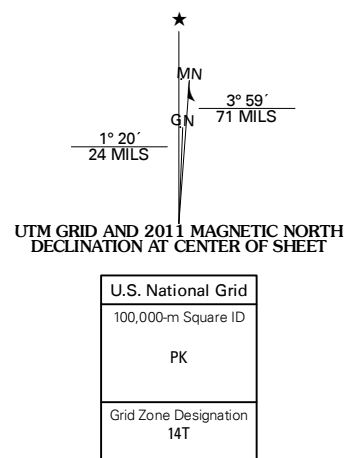 ★
MN
GN
3° 59´
71 MILS
1° 20´
24 MILS
UTM GRID AND 2011 MAGNETIC NORTH
DECLINATION AT CENTER OF SHEET
U.S. National Grid
100,000-m Square ID
PK
Grid Zone Designation
14T